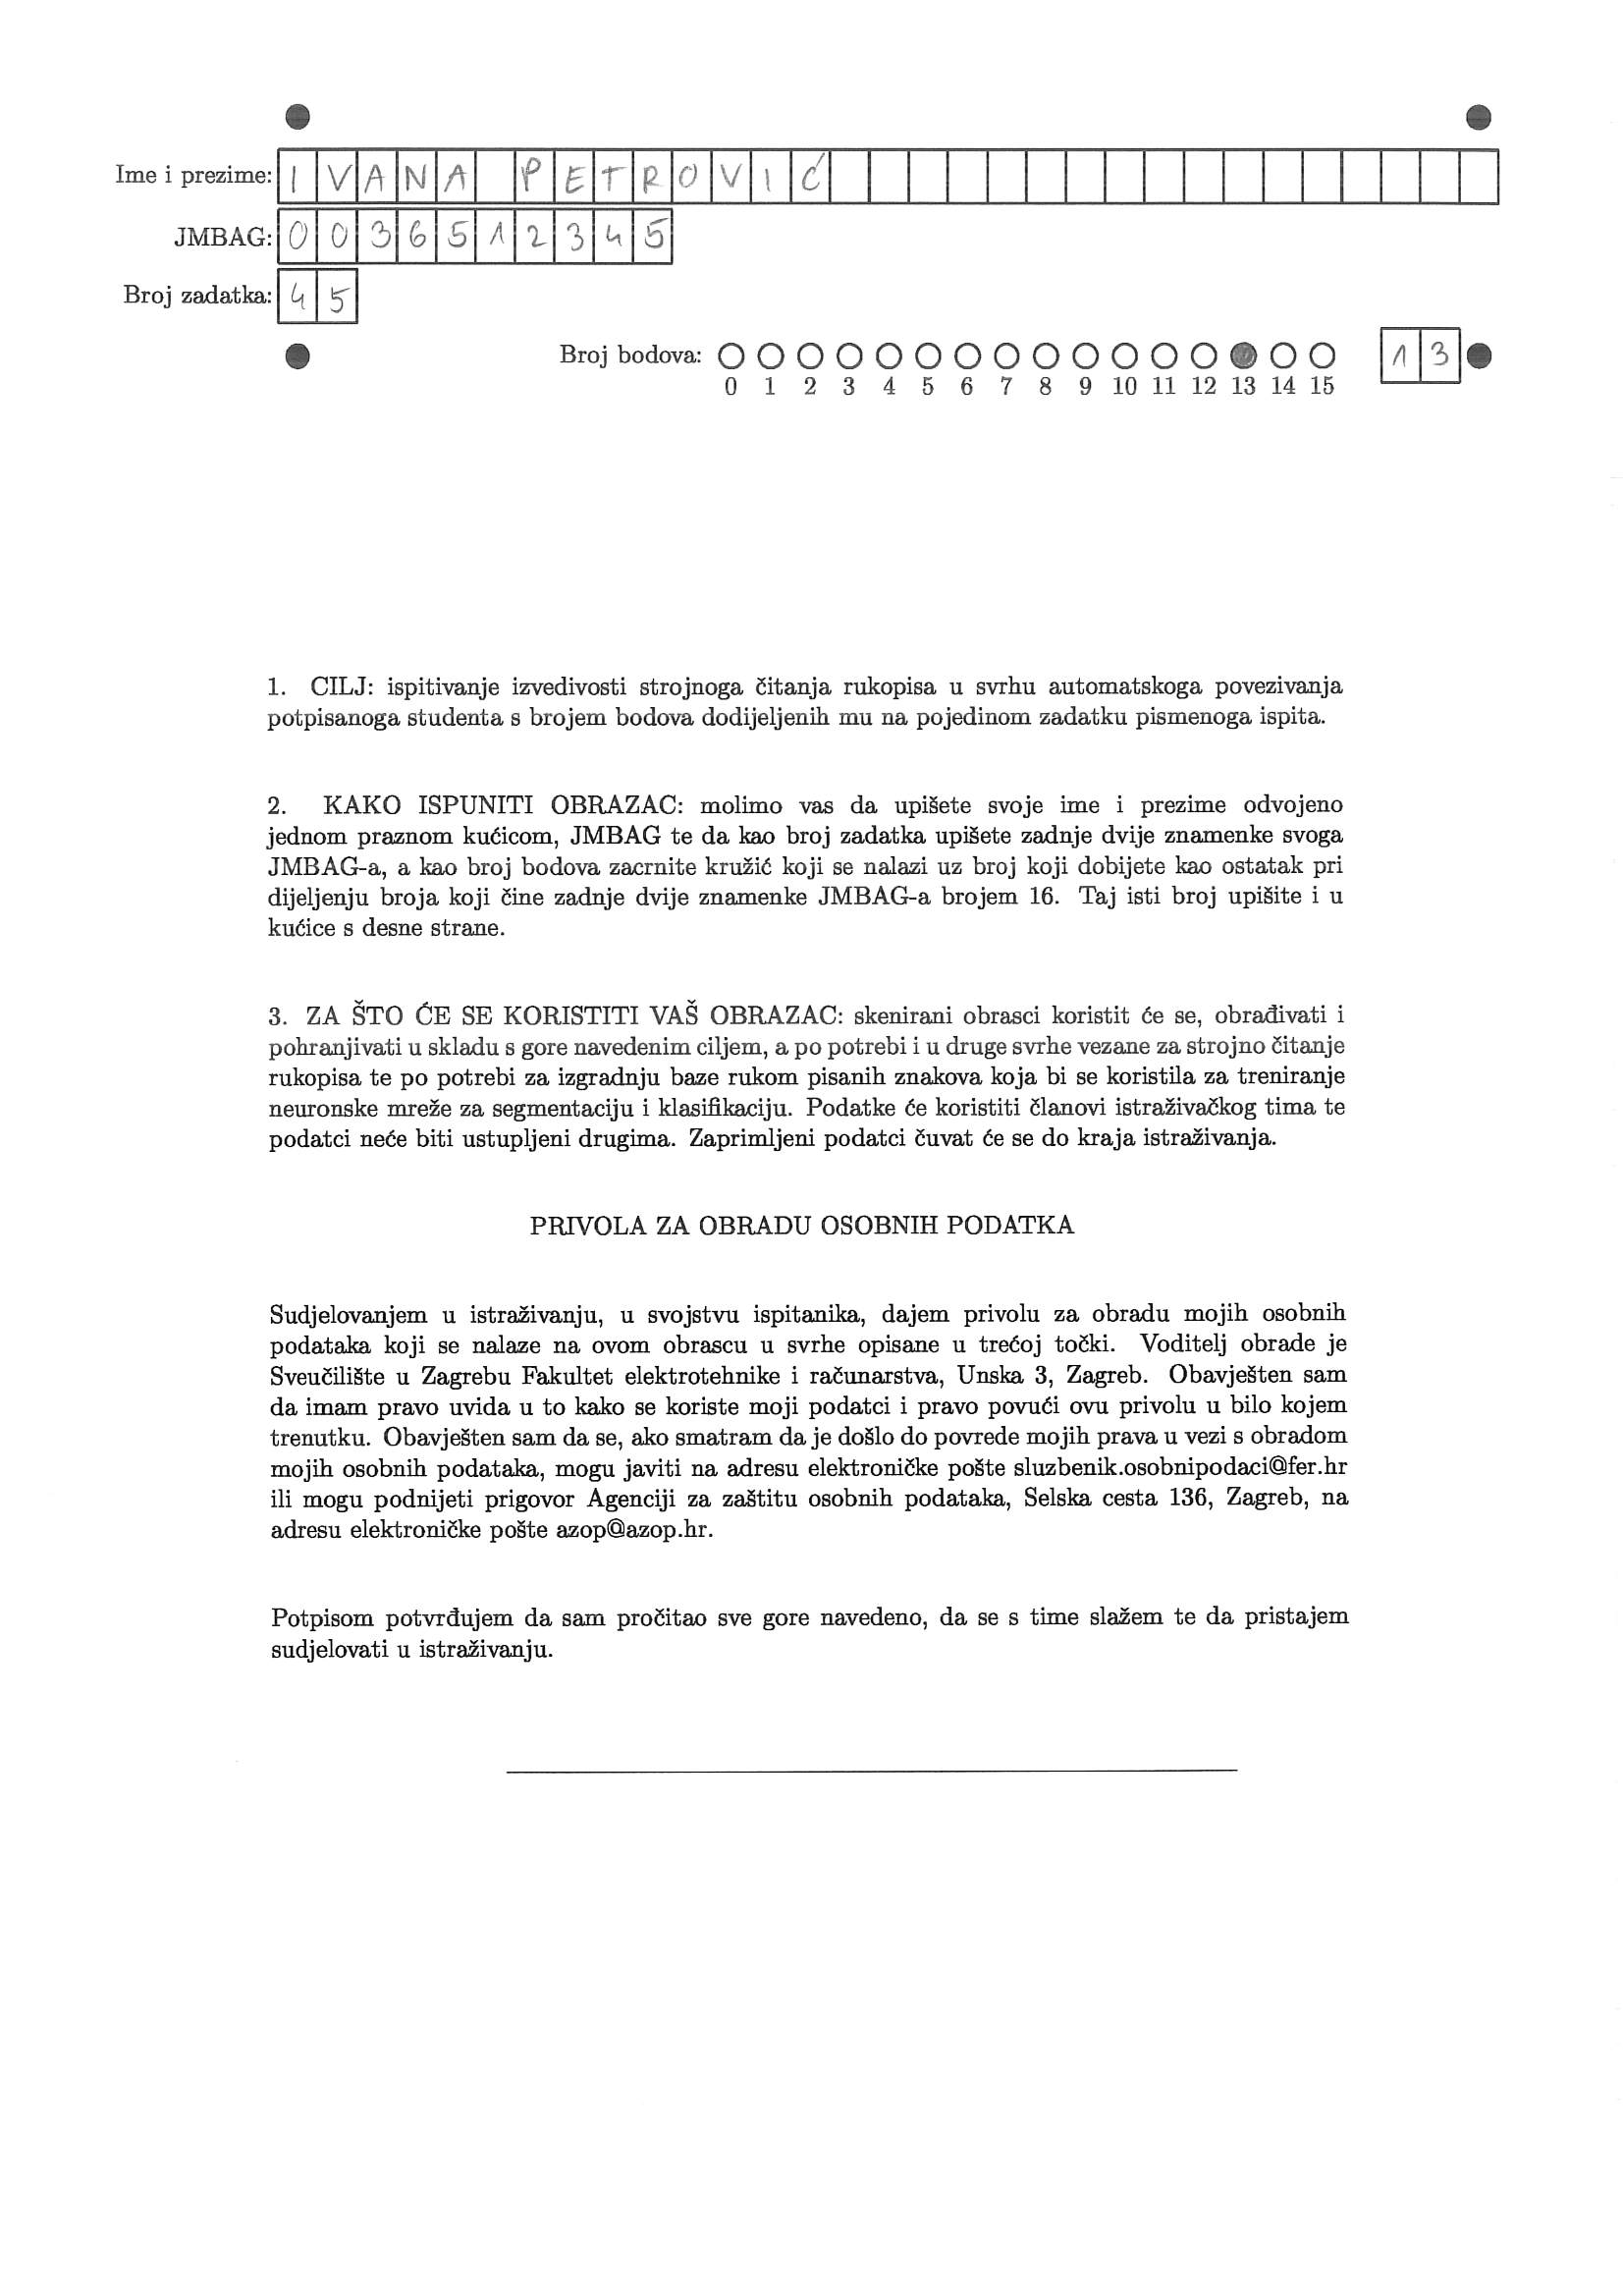 Ime i prezime: IVANA PETROVIĆ
JMBAG: 0036512345
Broj zadatka: 45
Broj bodova: 13
0 1 2 3 4 5 6 7 8 9 10 11 12 13 14 15
1. CILJ: ispitivanje izvedivosti strojnoga čitanja rukopisa u svrhu automatskoga povezivanja
potpisanoga studenta s brojem bodova dodijeljenih mu na pojedinom zadatku pismenoga ispita.
2. KAKO ISPUNITI OBRAZAC: molimo vas da upišete svoje ime i prezime odvojeno
jednom praznom kućicom, JMBAG te da kao broj zadatka upišete zadnje dvije znamenke svoga
JMBAG-a, a kao broj bodova zacrnite kružić koji se nalazi uz broj koji dobijete kao ostatak pri
dijeljenju broja koji čine zadnje dvije znamenke JMBAG-a brojem 16. Taj isti broj upišite i u
kućice s desne strane.
3. ZA ŠTO ĆE SE KORISTITI VAŠ OBRAZAC: skenirani obrasci koristit će se, obrađivati i
pohranjivati u skladu s gore navedenim ciljem, a po potrebi i u druge svrhe vezane za strojno čitanje
rukopisa te po potrebi za izgradnju baze rukom pisanih znakova koja bi se koristila za treniranje
neuronske mreže za segmentaciju i klasifikaciju. Podatke će koristiti članovi istraživačkog tima te
podatci neće biti ustupljeni drugima. Zaprimljeni podatci čuvat će se do kraja istraživanja.
PRIVOLA ZA OBRADU OSOBNIH PODATKA
Sudjelovanjem u istraživanju, u svojstvu ispitanika, dajem privolu za obradu mojih osobnih
podataka koji se nalaze na ovom obrascu u svrhe opisane u trećoj točki. Voditelj obrade je
Sveučilište u Zagrebu Fakultet elektrotehnike i računarstva, Unska 3, Zagreb. Obavješten sam
da imam pravo uvida u to kako se koriste moji podatci i pravo povući ovu privolu u bilo kojem
trenutku. Obavješten sam da se, ako smatram da je došlo do povrede mojih prava u vezi s obradom
mojih osobnih podataka, mogu javiti na adresu elektroničke pošte sluzbenik.osobnipodaci@fer.hr
ili mogu podnijeti prigovor Agenciji za zaštitu osobnih podataka, Selska cesta 136, Zagreb, na
adresu elektroničke pošte azop@azop.hr.
Potpisom potvrđujem da sam pročitao sve gore navedeno, da se s time slažem te da pristajem
sudjelovati u istraživanju.